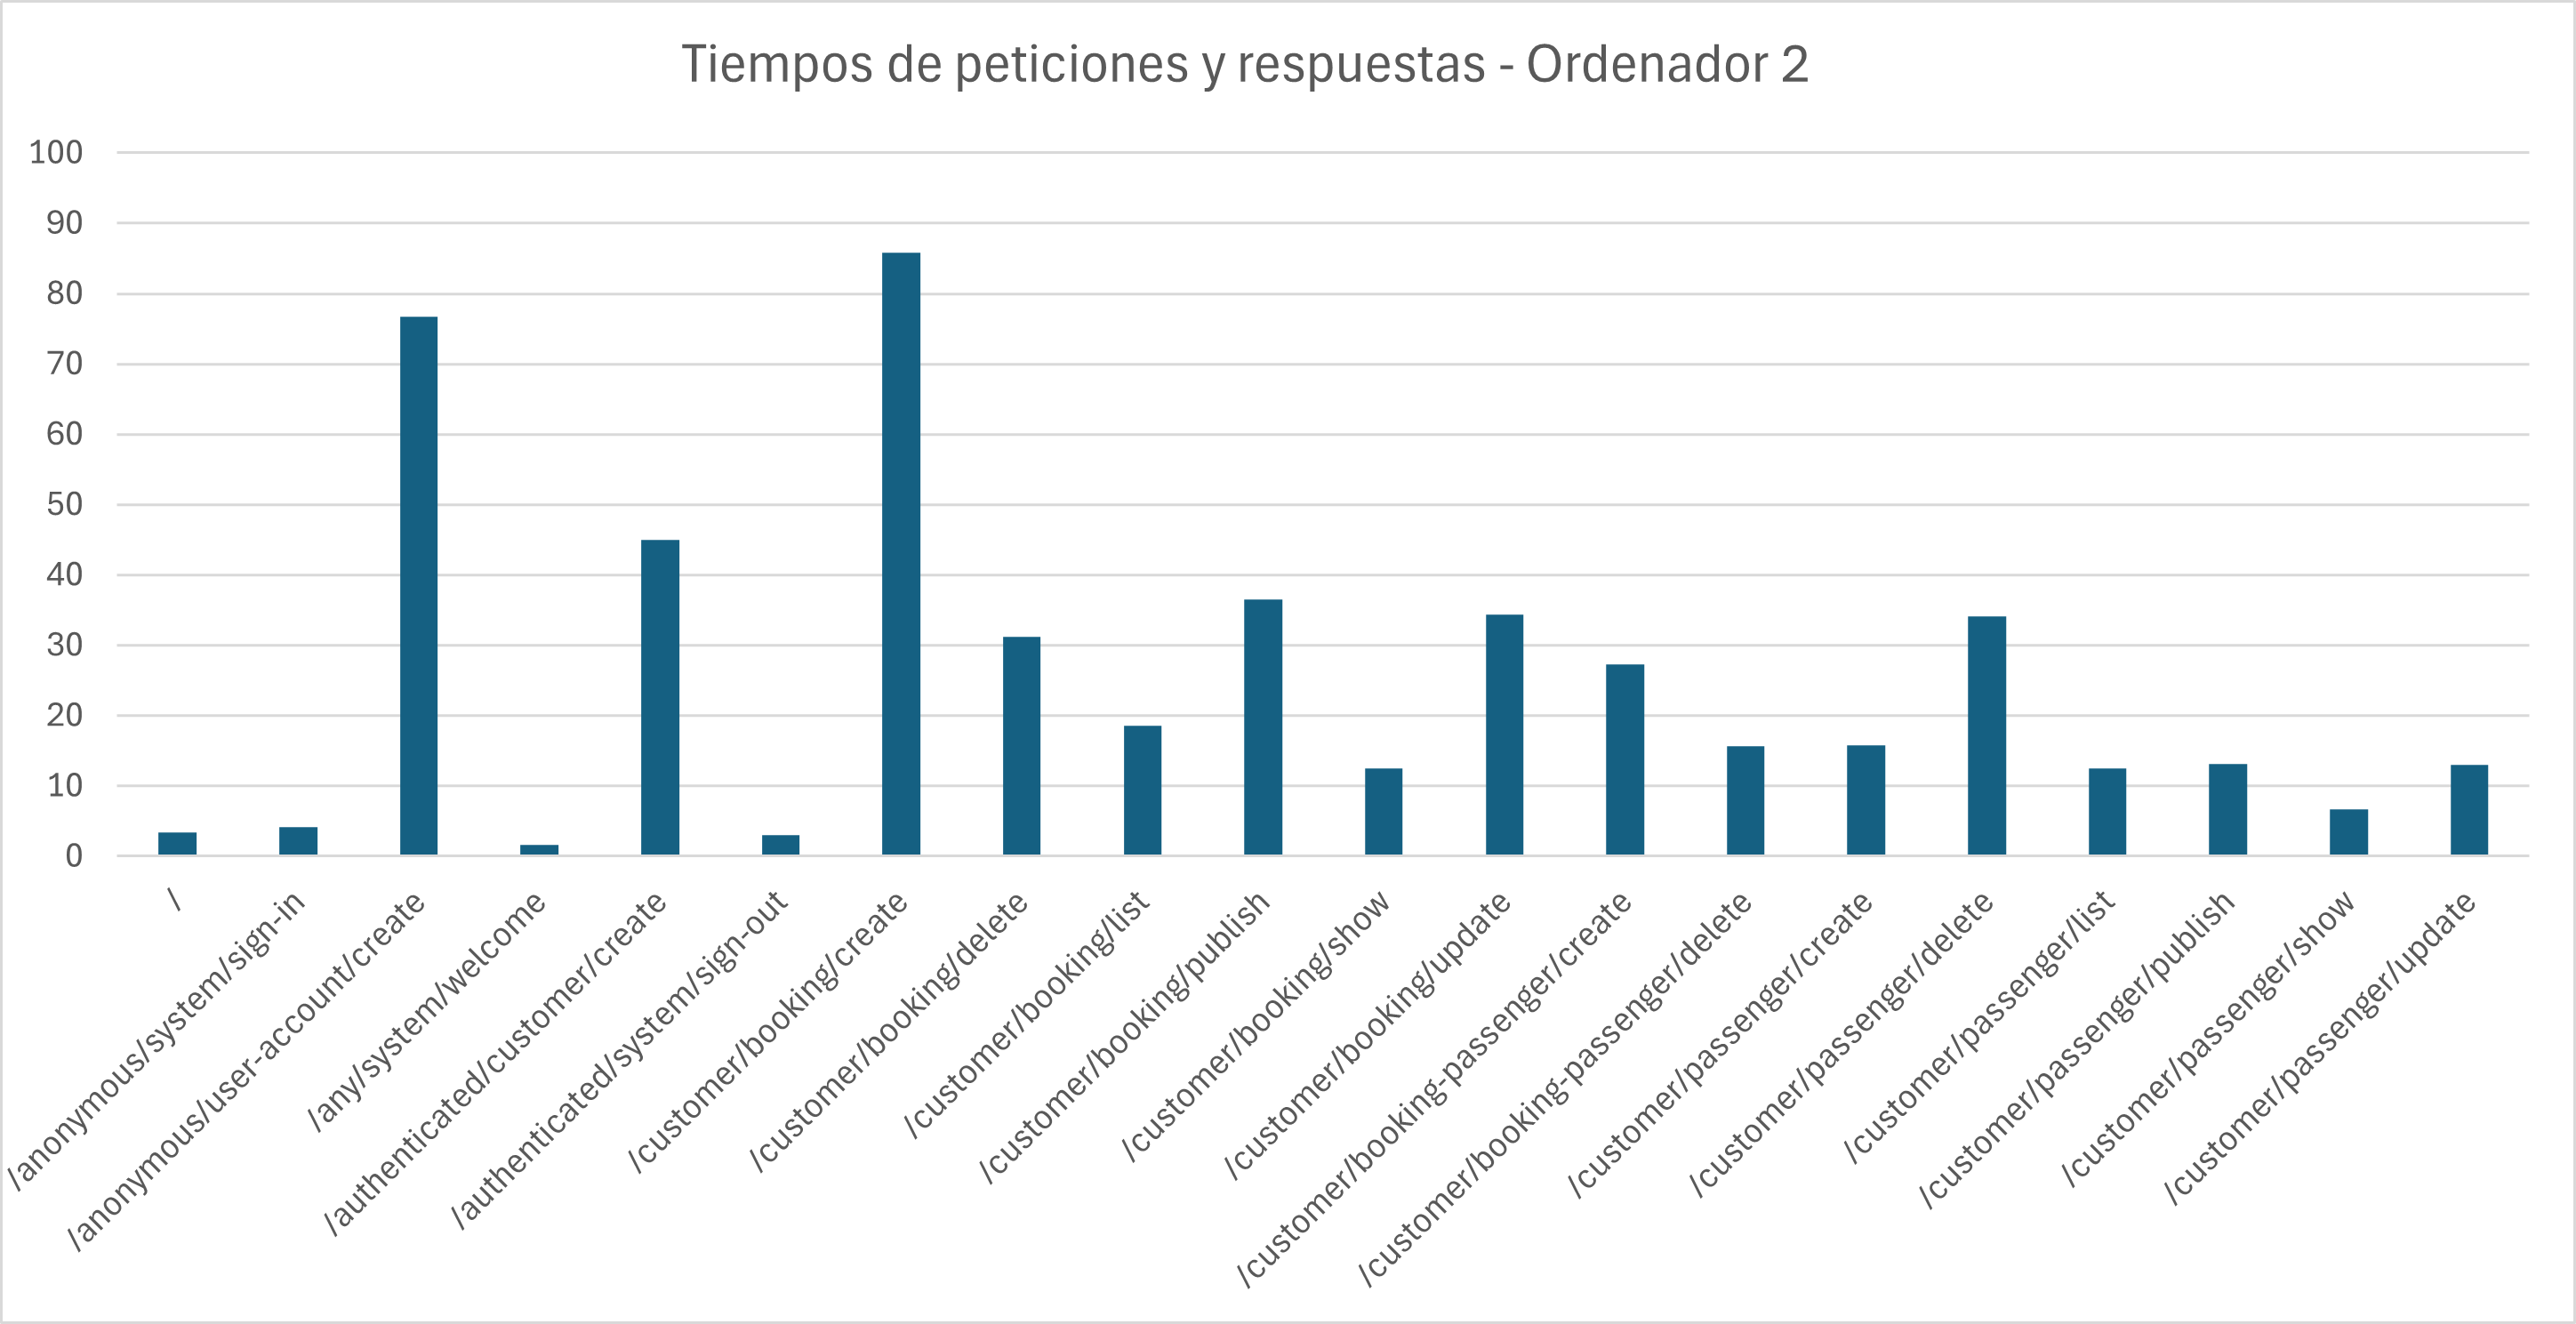 Tiempos de peticiones y respuestas - Ordenador 2
100
90
80
70
60
50
40
30
20
10
0
/
/anonymous/system/sign-in
/anonymous/user-account/create
/any/system/welcome
/authenticated/customer/create
/authenticated/system/sign-out
/customer/booking/create
/customer/booking/delete
/customer/booking/list
/customer/booking/publish
/customer/booking/show
/customer/booking/update
/customer/booking-passenger/create
/customer/booking-passenger/delete
/customer/passenger/create
/customer/passenger/delete
/customer/passenger/list
/customer/passenger/publish
/customer/passenger/show
/customer/passenger/update